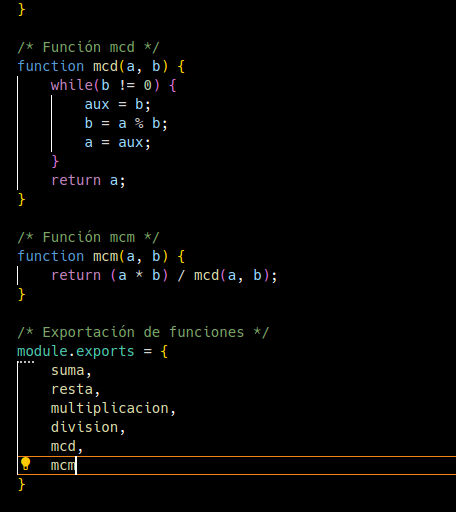 }
/* Función mcd */
function mcd(a, b) {
    while(b != 0) {
        aux = b;
        b = a % b;
        a = aux;
    }
    return a;
}
/* Función mcm */
function mcm(a, b) {
    return (a * b) / mcd(a, b);
}
/* Exportación de funciones */
module.exports = {
    suma,
    resta,
    multiplicacion,
    division,
    mcd,
    mcm
}